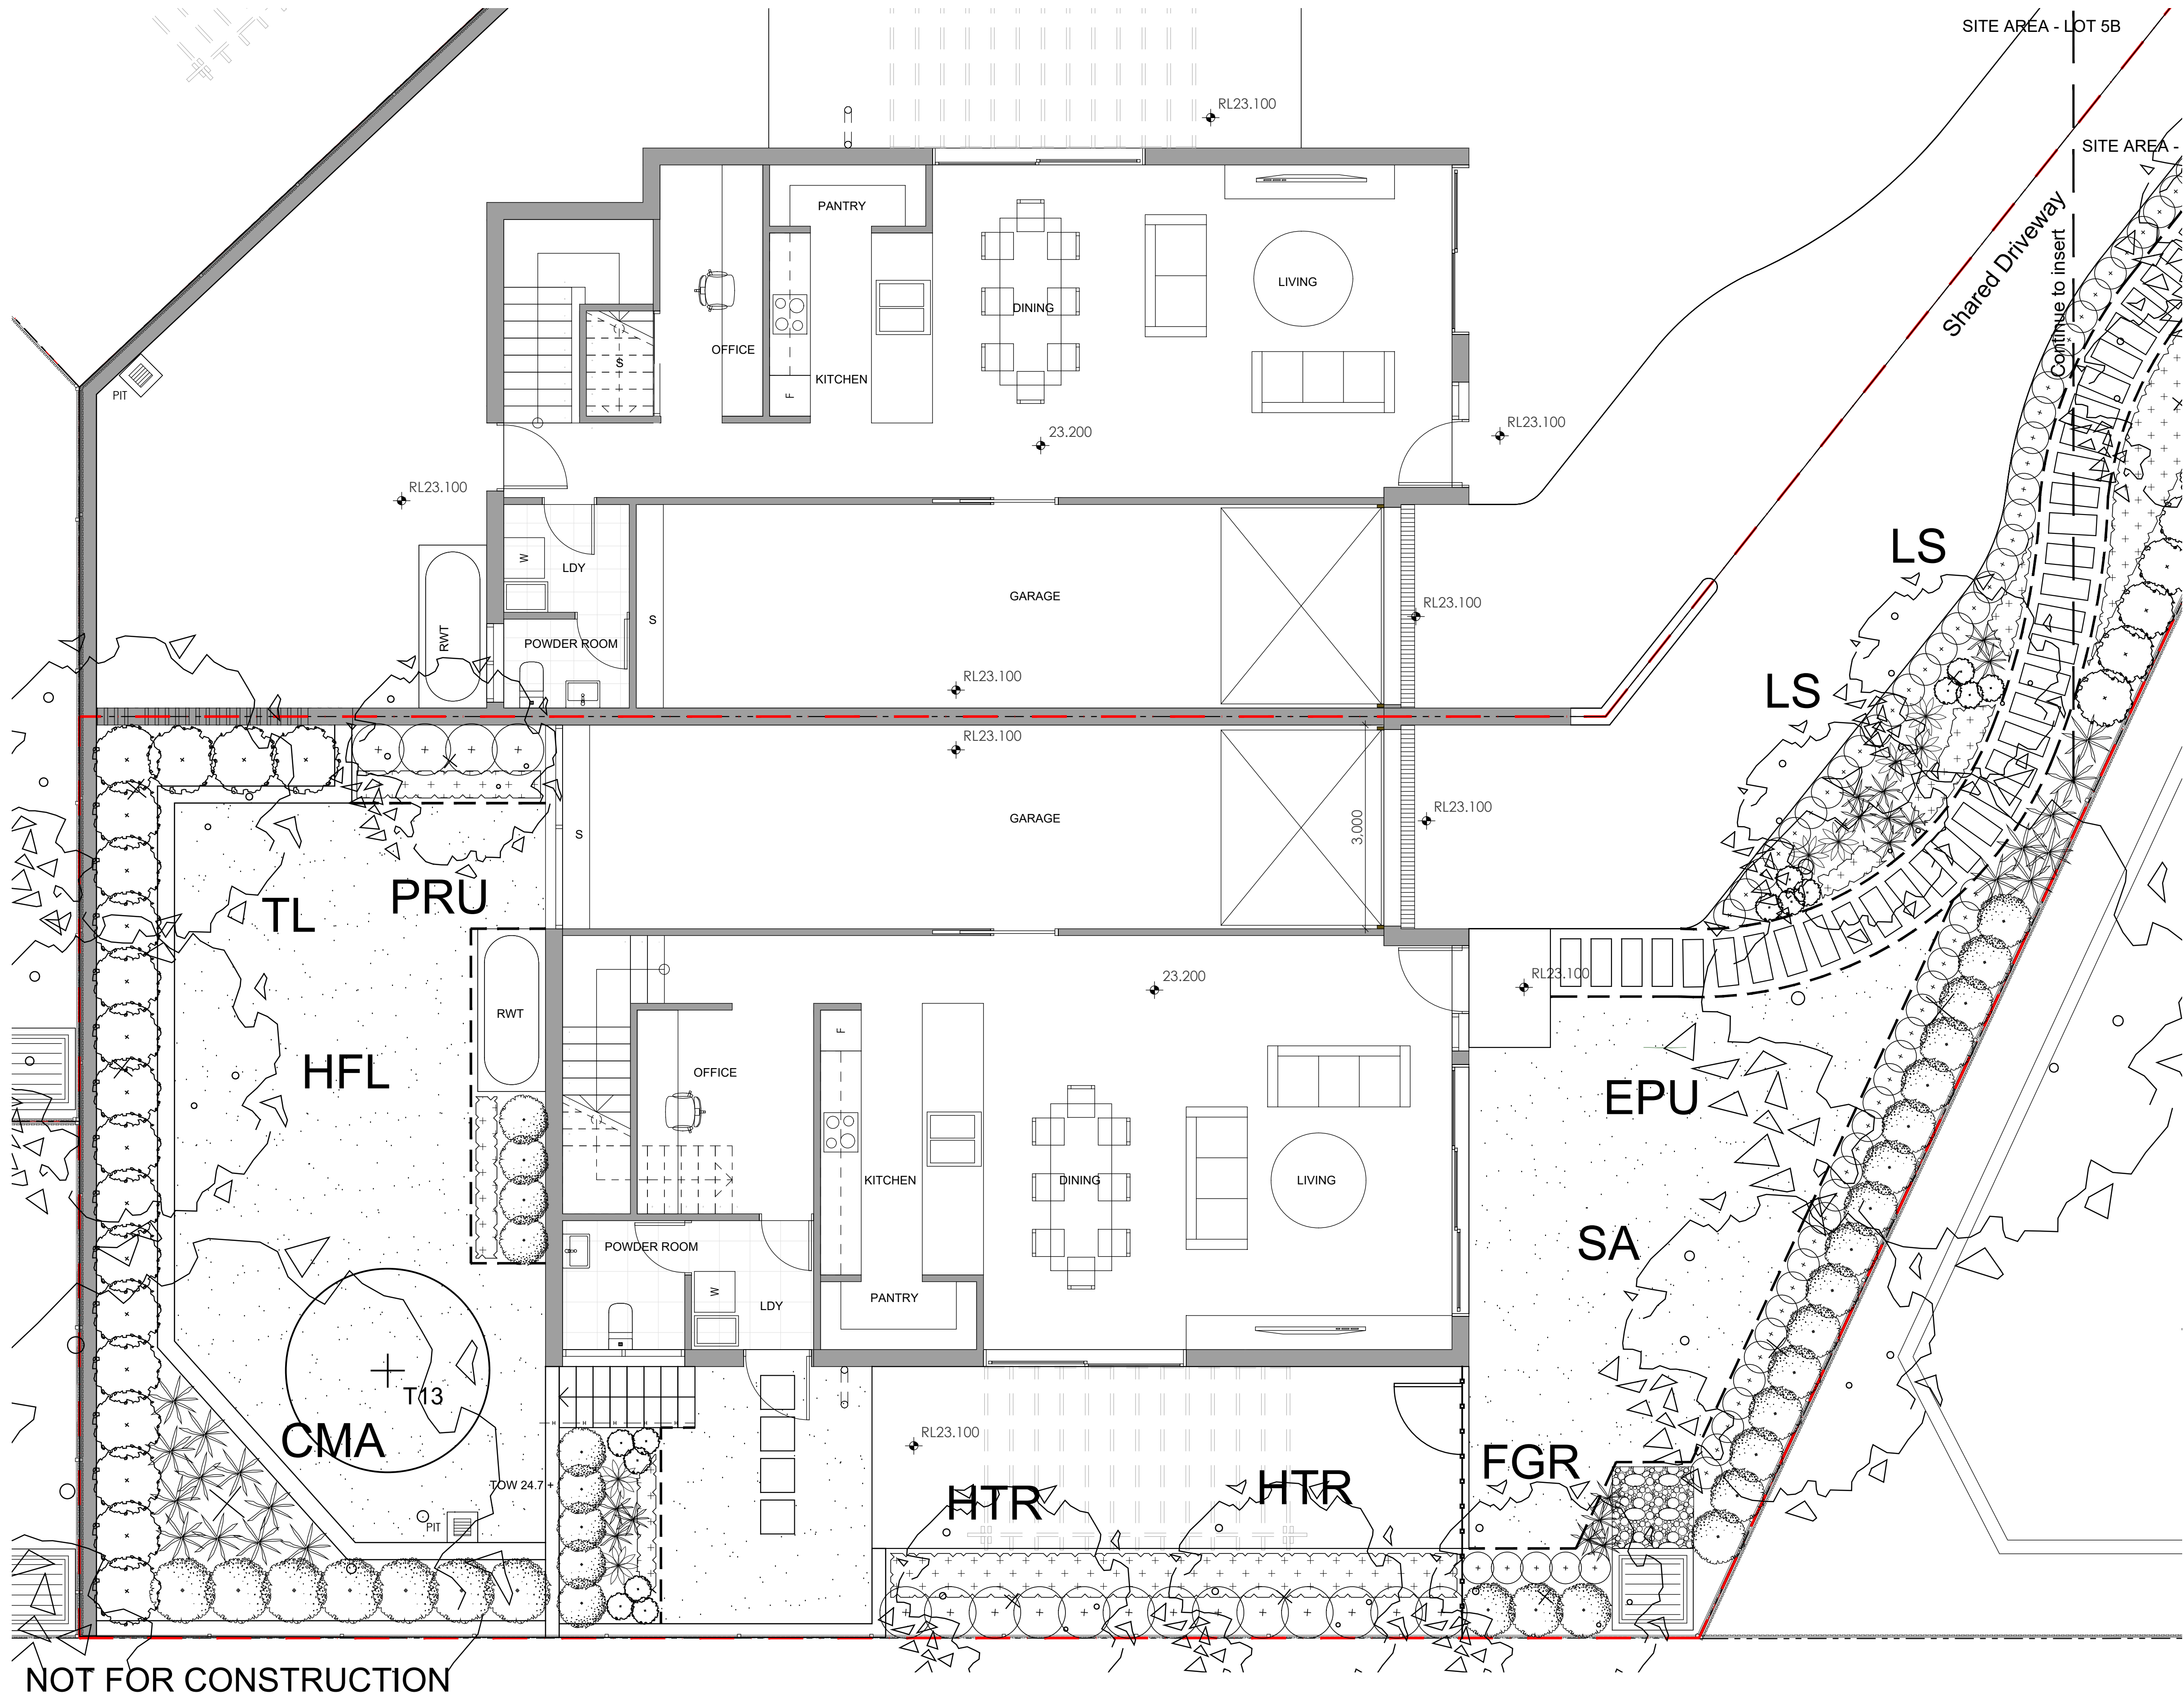 SITE AREA - LOT 5B
RL23.100
SITE AREA -
PANTRY
Shared Driveway
Continue to insert
LIVING
DINING
OFFICE
S
KITCHEN
F
PIT
23.200
RL23.100
RL23.100
LS
W
LDY
GARAGE
RL23.100
S
RWT
POWDER ROOM
RL23.100
LS
RL23.100
GARAGE
3.000
RL23.100
S
PRU
TL
RL23.100
23.200
RWT
F
HFL
OFFICE
EPU
KITCHEN
DINING
LIVING
SA
POWDER ROOM
W
LDY
PANTRY
T13
CMA
RL23.100
FGR
TOW 24.7 +
HTR
HTR
PIT
H H H H H
NOT FOR CONSTRUCTION